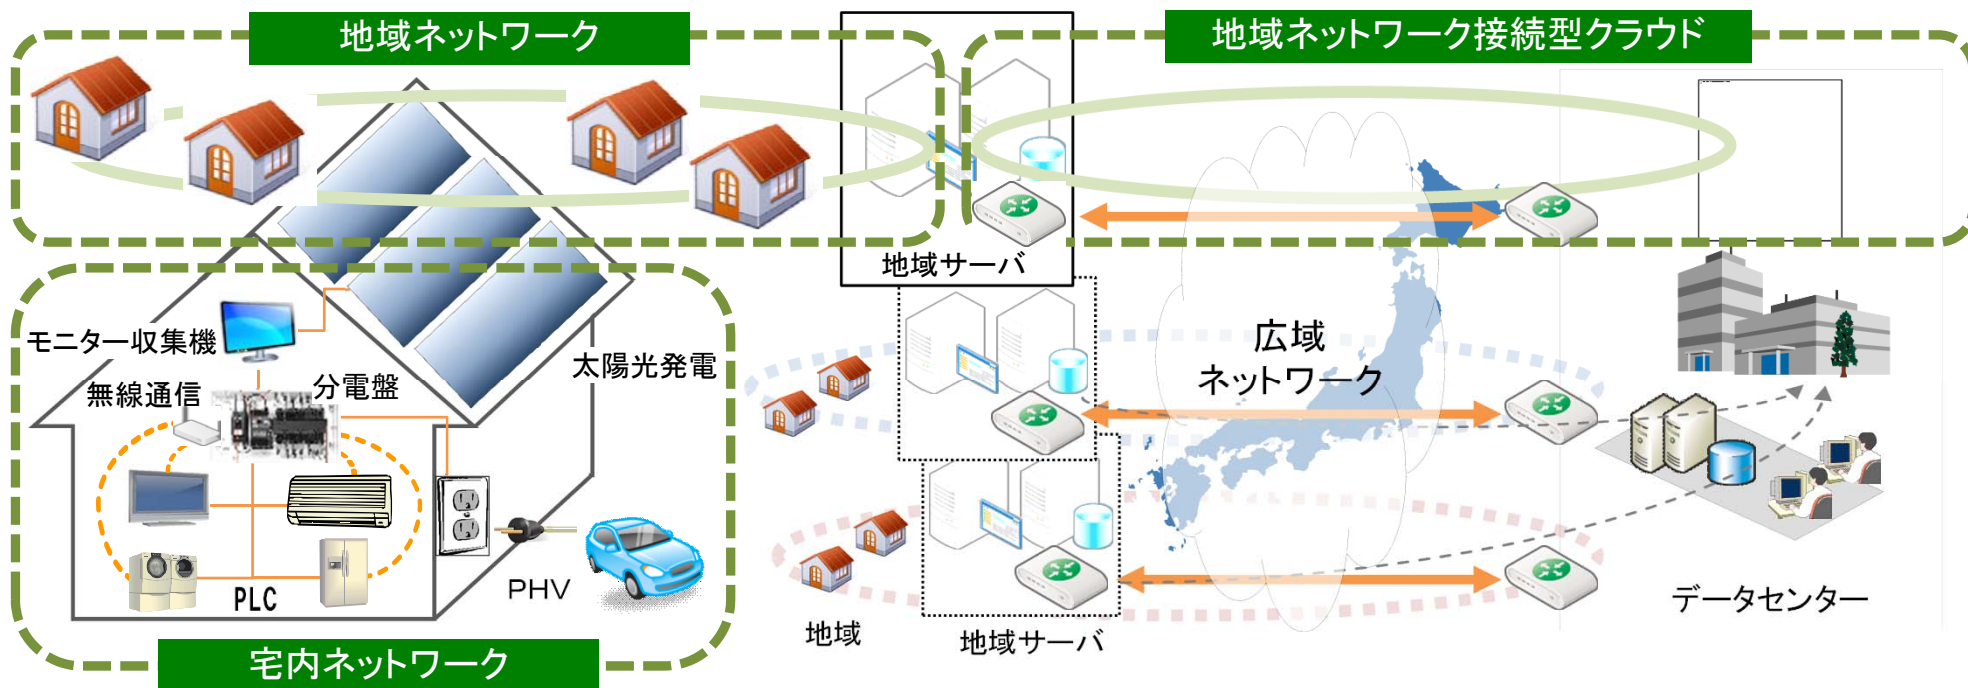 地域ネットワーク
地域ネットワーク接続型クラウド
地域サーバ
モニター収集機
無線通信
分電盤
太陽光発電
広域
ネットワーク
PLC
PHV
地域
地域サーバ
データセンター
宅内ネットワーク